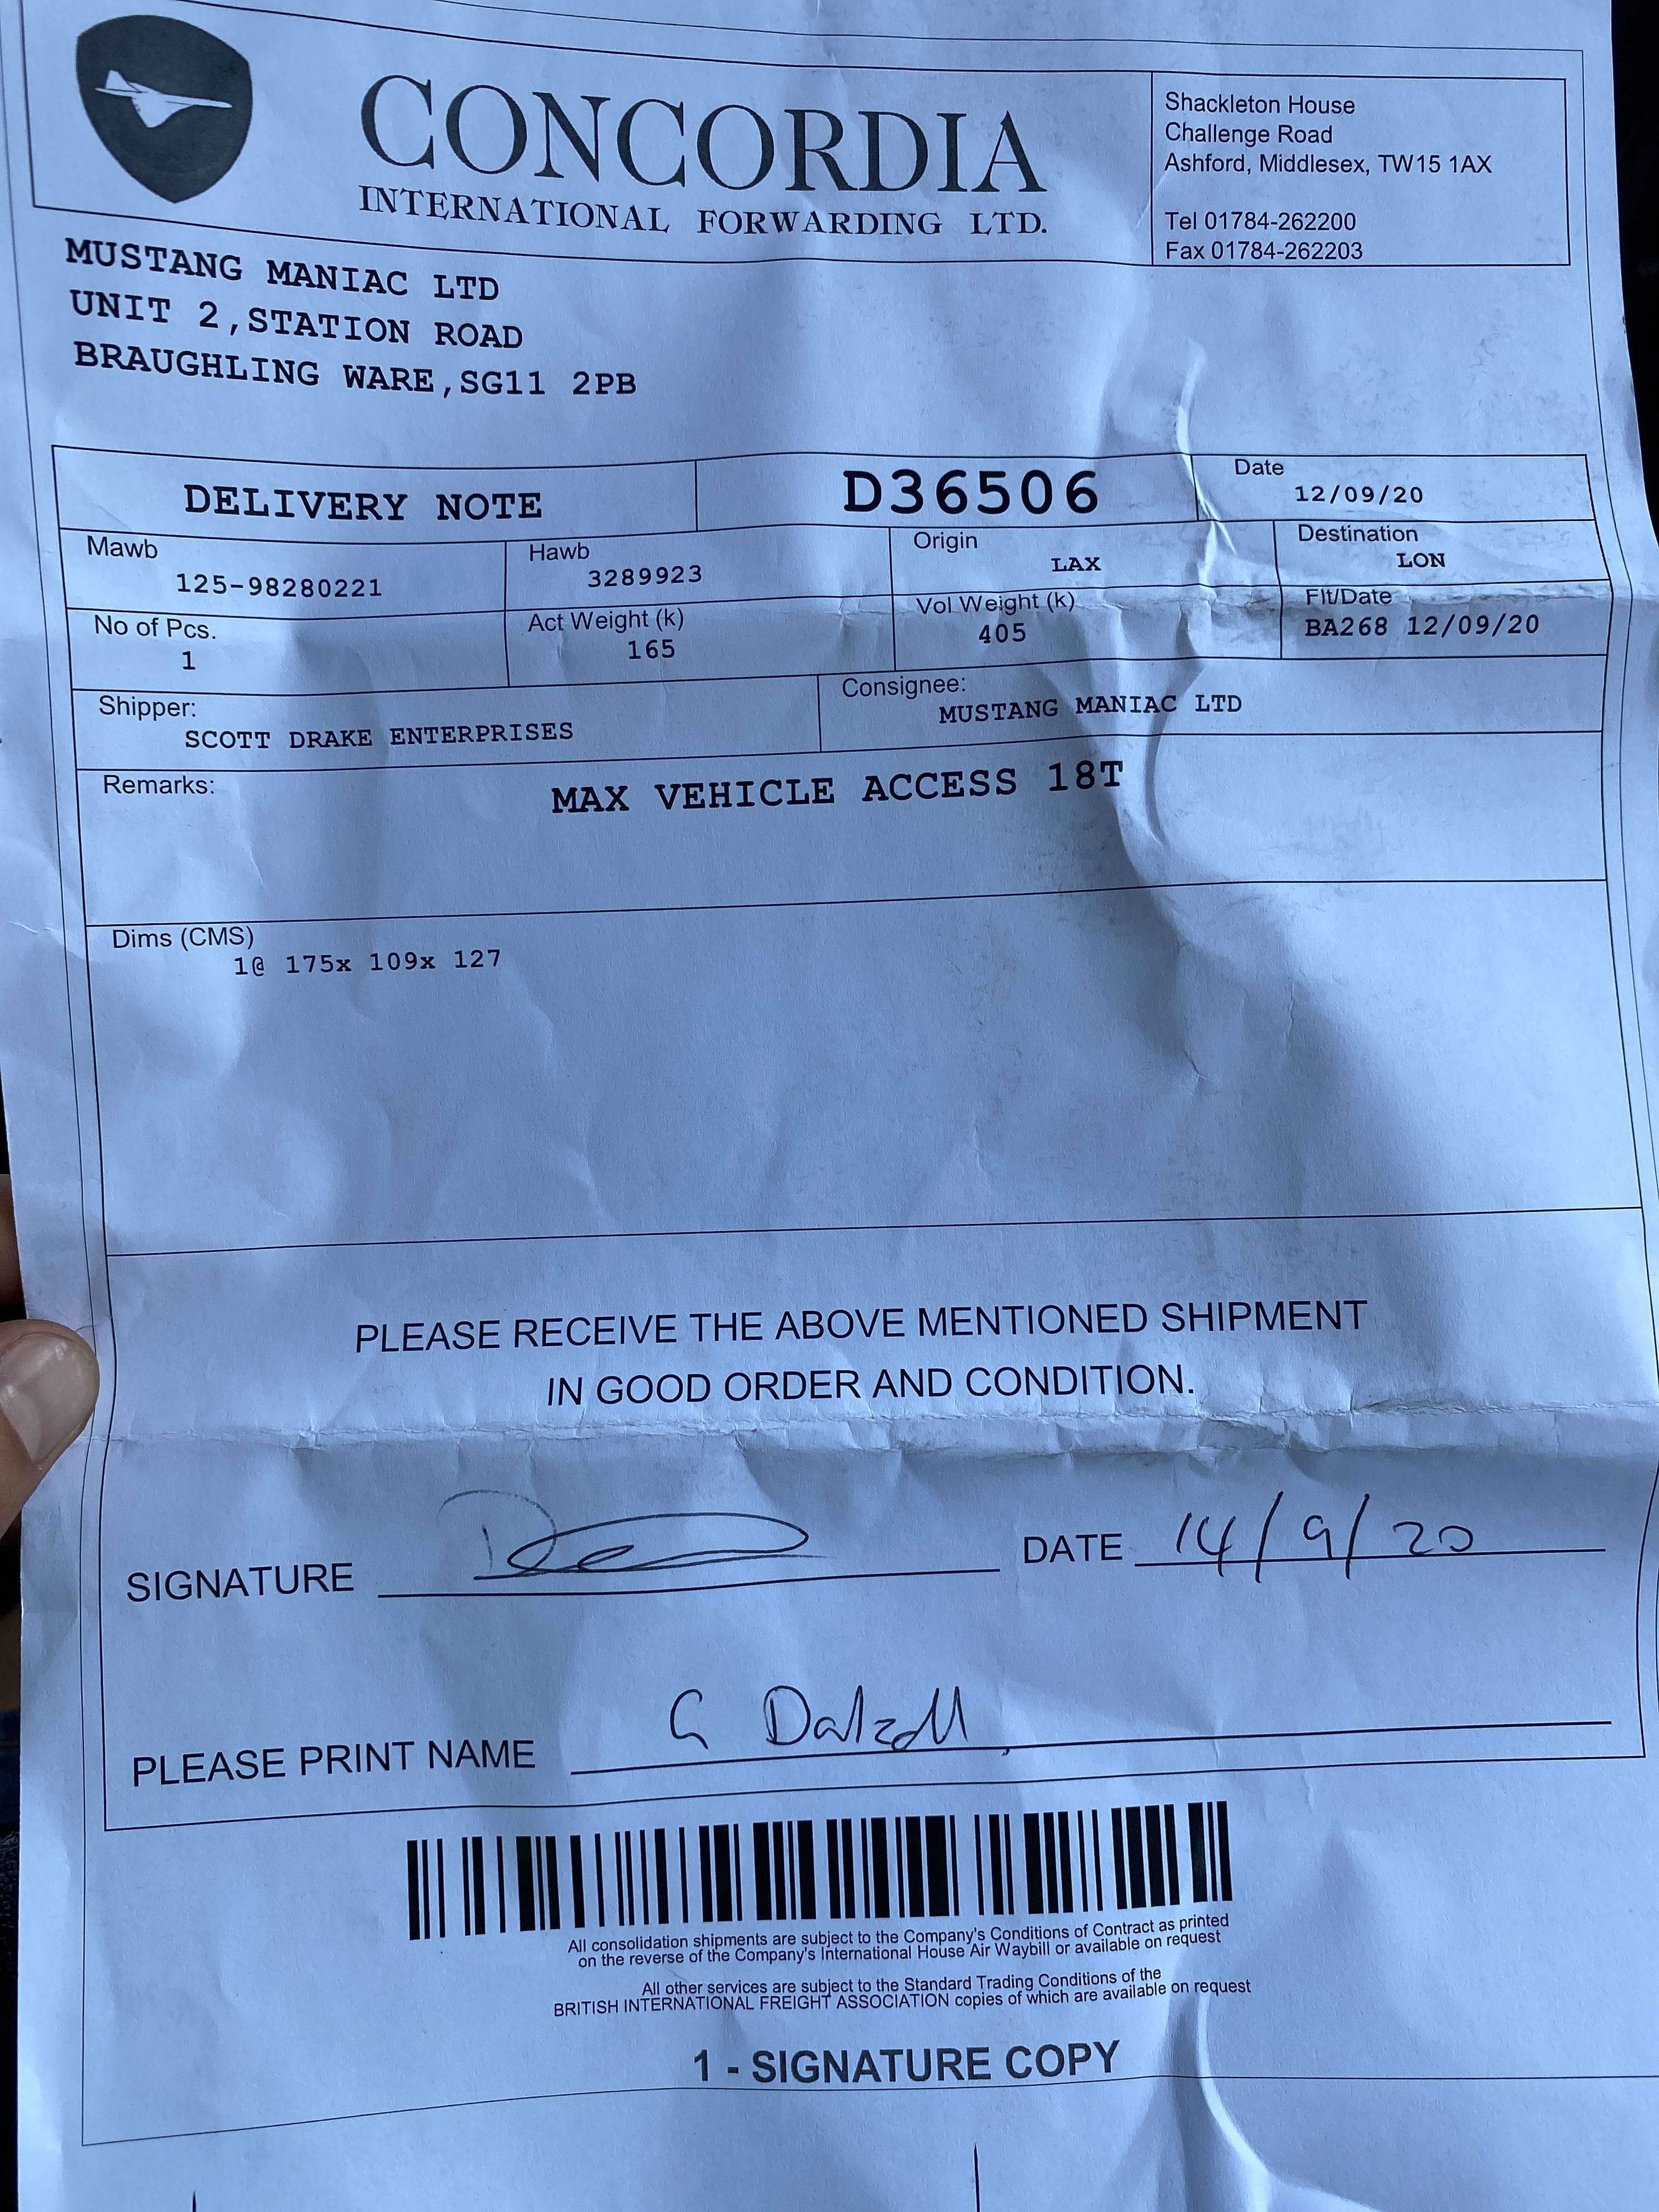 CONCORDIA
INTERNATIONAL FORWARDING LTD.
Shackleton House
Challenge Road
Ashford, Middlesex, TW15 1AX
Tel 01784-262200
Fax 01784-262203
MUSTANG MANIAC LTD
UNIT 2,STATION ROAD
BRAUGHLING WARE,SG11 2PB
DELIVERY NOTE
D36506
Date
12/09/20
Mawb
125-98280221
Hawb
3289923
Origin
LAX
Destination
LON
No of Pcs.
1
Act Weight (k)
165
Vol Weight (k)
405
Flt/Date
BA268 12/09/20
Shipper:
SCOTT DRAKE ENTERPRISES
Consignee:
MUSTANG MANIAC LTD
Remarks:
MAX VEHICLE ACCESS 18T
Dims (CMS)
1@ 175x 109x 127
PLEASE RECEIVE THE ABOVE MENTIONED SHIPMENT
IN GOOD ORDER AND CONDITION.
SIGNATURE
DATE 14/9/20
PLEASE PRINT NAME G Dalzell
All consolidation shipments are subject to the Company's Conditions of Contract as printed
on the reverse of the Company's International House Air Waybill or available on request
All other services are subject to the Standard Trading Conditions of the
BRITISH INTERNATIONAL FREIGHT ASSOCIATION copies of which are available on request
1 - SIGNATURE COPY